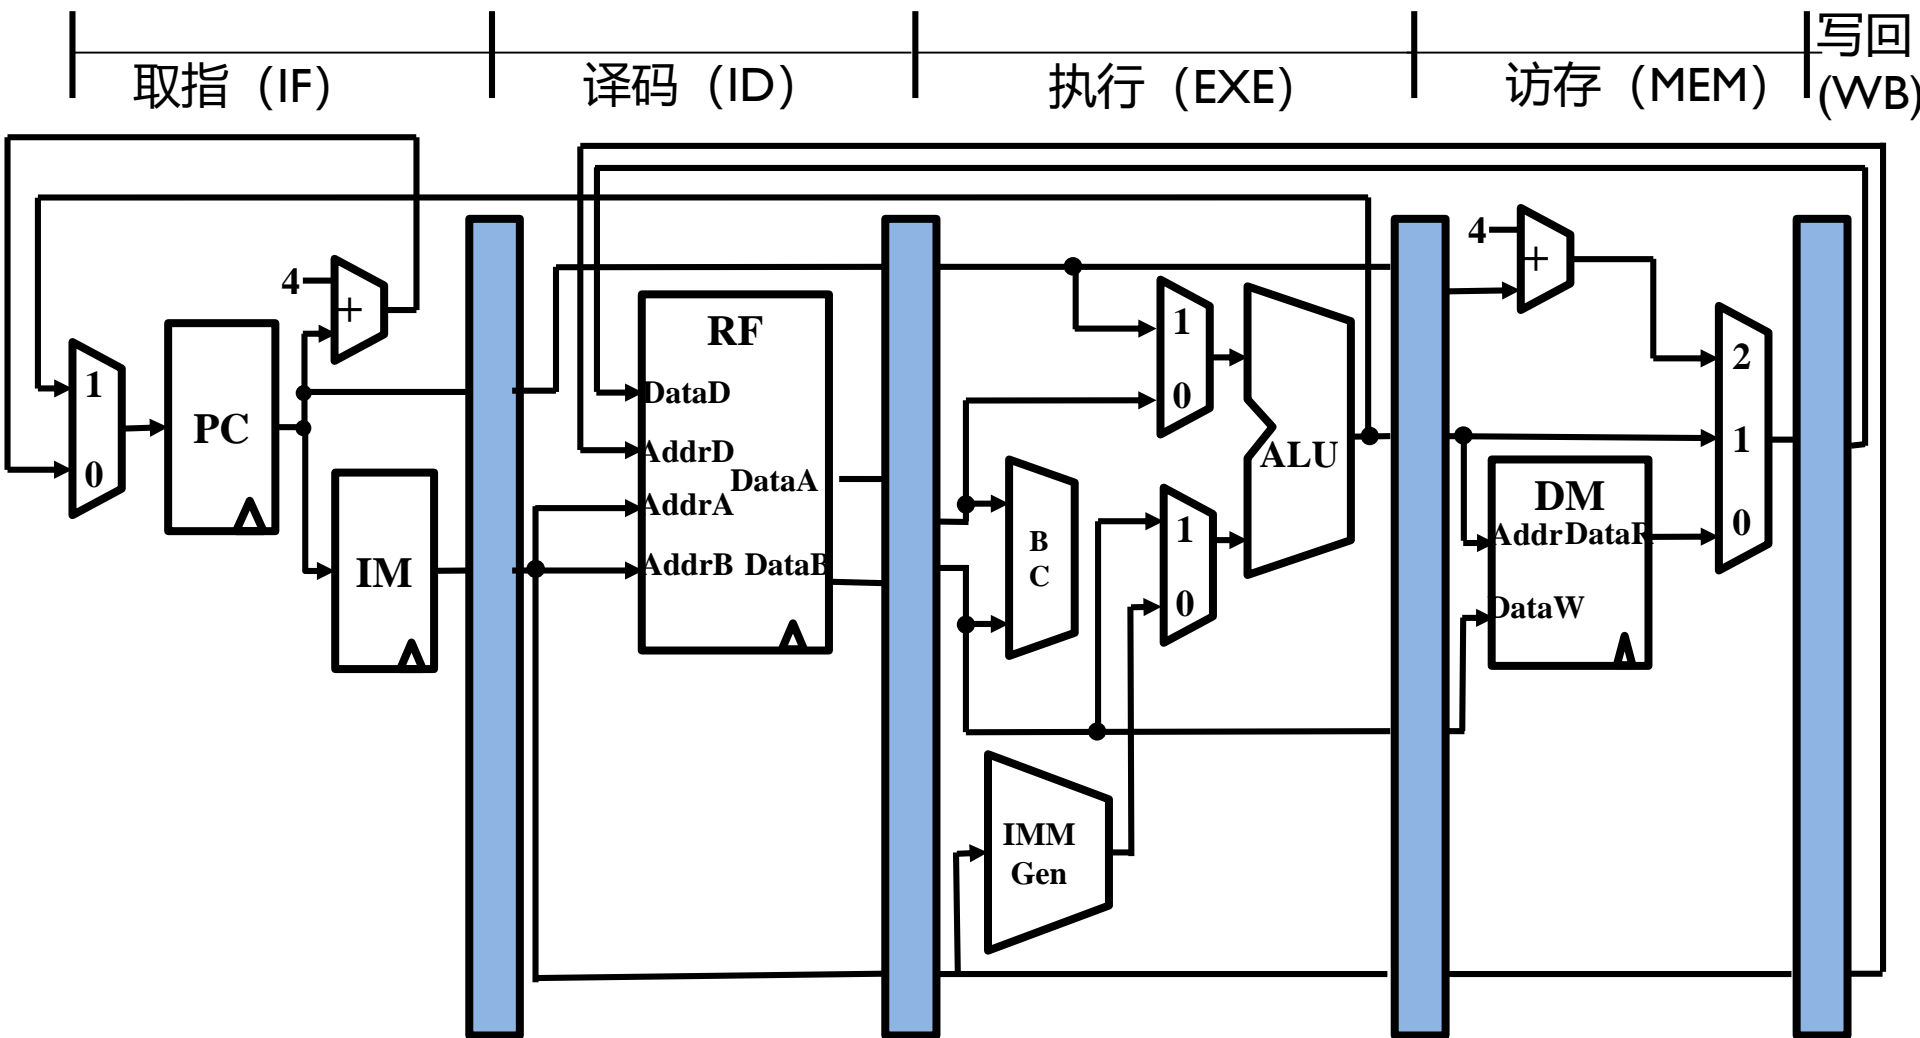 取指（IF）
译码（ID）
执行（EXE）
访存（MEM）
写回
(WB)
4
+
1
0
PC
IM
RF
DataD
AddrD
DataA
AddrA
AddrB DataB
B
C
1
0
1
0
ALU
IMM
Gen
4
+
DM
Addr DataR
DataW
2
1
0